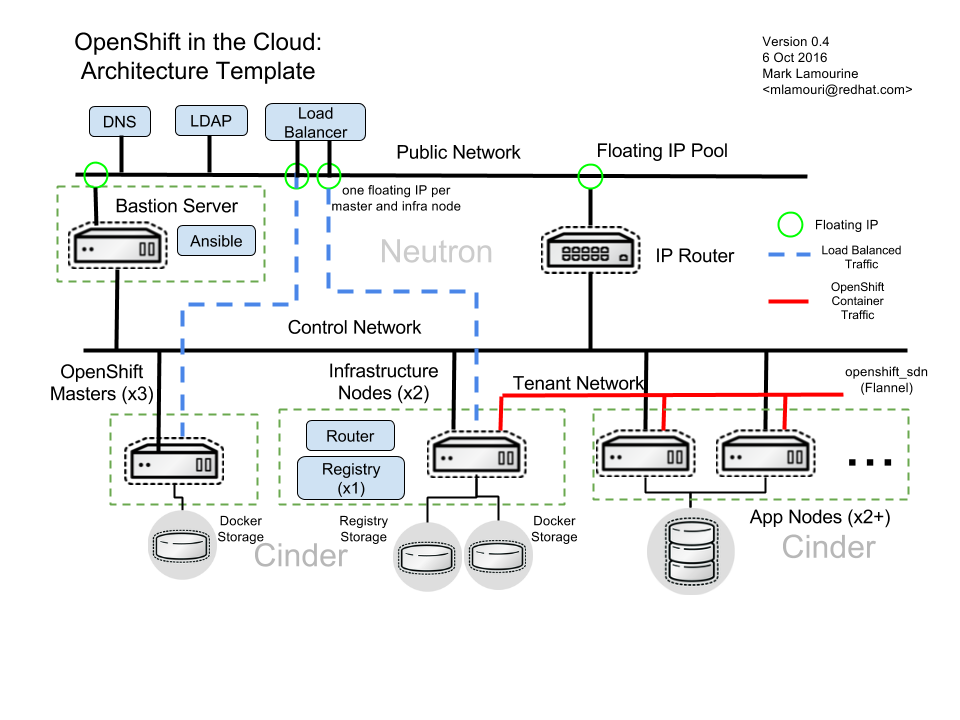 OpenShift in the Cloud:
Architecture Template
Version 0.4
6 Oct 2016
Mark Lamourine
<mlamouri@redhat.com>
DNS
LDAP
Load
Balancer
Public Network
Floating IP Pool
one floating IP per
master and infra node
Bastion Server
Ansible
Neutron
IP Router
Floating IP
Load Balanced
Traffic
OpenShift
Container
Traffic
Control Network
OpenShift
Masters (x3)
Infrastructure
Nodes (x2)
Tenant Network
openshift_sdn
(Flannel)
Router
Registry
(x1)
...
Docker
Storage
Cinder
Registry
Storage
Docker
Storage
App Nodes (x2+)
Cinder